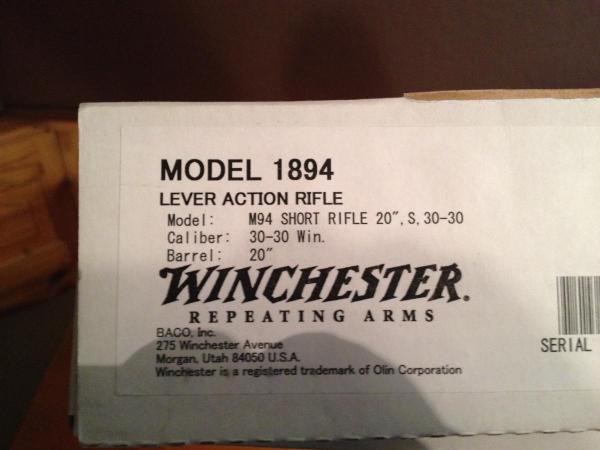 MODEL 1894
LEVER ACTION RIFLE
Model: M94 SHORT RIFLE 20", S, 30-30
Caliber: 30-30 Win.
Barrel: 20"
WINCHESTER.
REPEATING ARMS
BACO, Inc.
275 Winchester Avenue
Morgan, Utah 84050 U.S.A.
Winchester is a registered trademark of Olin Corporation
SERIAL